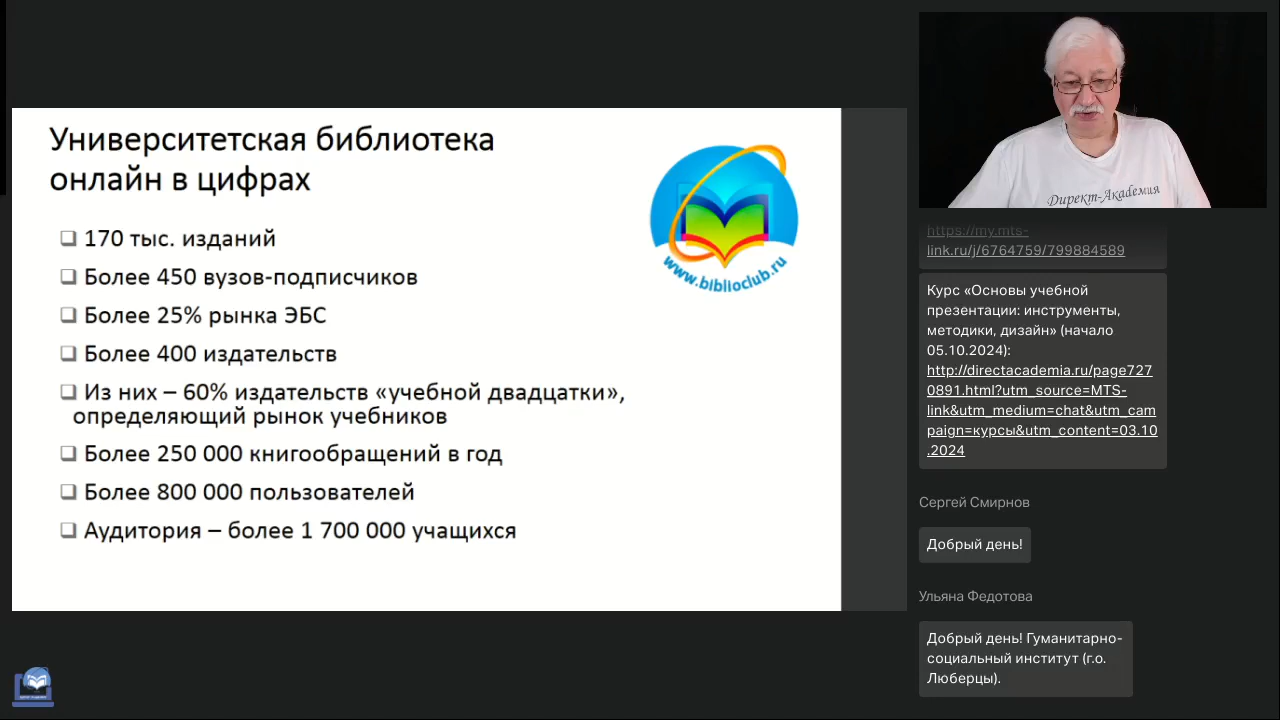 Университетская библиотека
онлайн в цифрах
170 тыс. изданий
Более 450 вузов-подписчиков
Более 25% рынка ЭБС
Более 400 издательств
Из них – 60% издательств «учебной двадцатки»,
определяющий рынок учебников
Более 250 000 книгообращений в год
Более 800 000 пользователей
Аудитория – более 1 700 000 учащихся
www.biblioclub.ru
Директ-Академия
https://my.mts-
link.ru/j/6764759/799884589
Курс «Основы учебной
презентации: инструменты,
методики, дизайн» (начало
05.10.2024):
http://directacademia.ru/page727
0891.html?utm_source=MTS-
link&utm_medium=chat&utm_cam
paign=курсы&utm_content=03.10
.2024
Сергей Смирнов
Добрый день!
Ульяна Федотова
Добрый день! Гуманитарно-
социальный институт (г.о.
Люберцы).